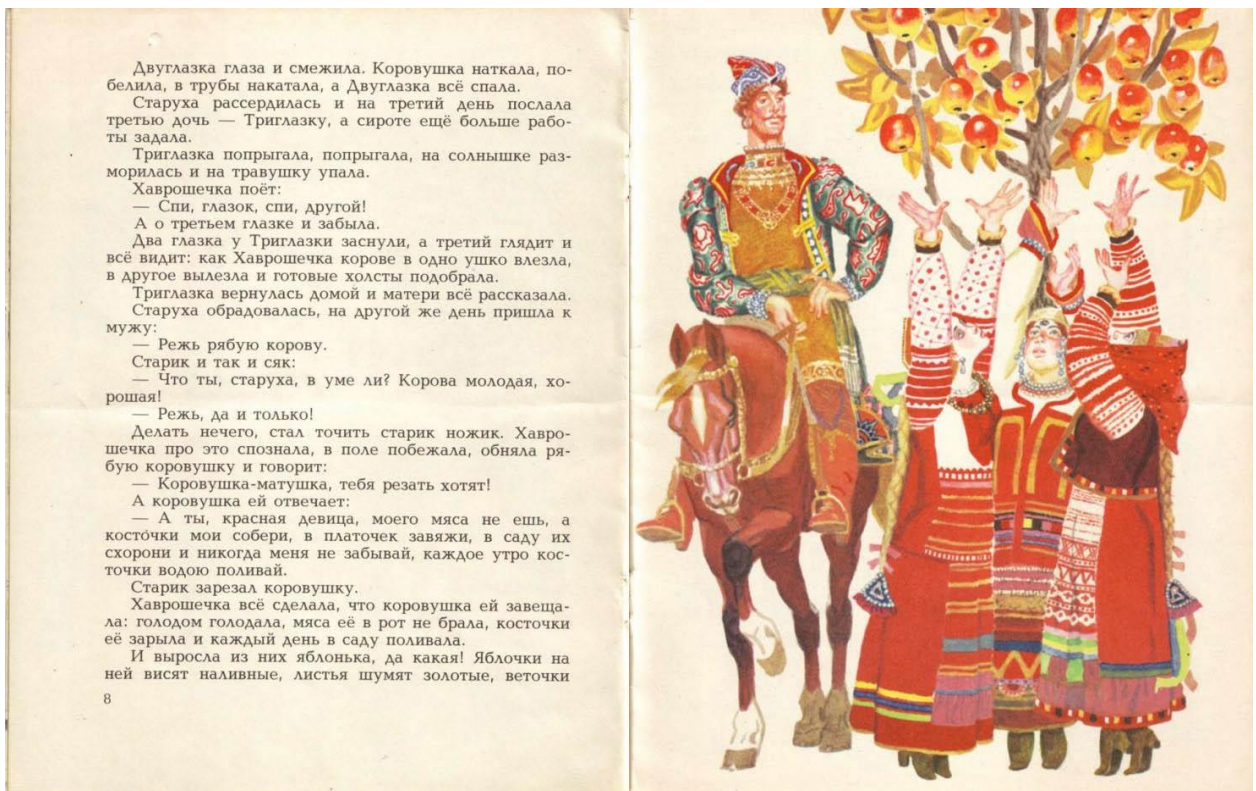 Двуглазка глаза и смежила. Коровушка наткала, по-
белила, в трубы накатала, а Двуглазка всё спала.
Старуха рассердилась и на третий день послала
третью дочь — Триглазку, а сироте ещё больше рабо-
ты задала.
Триглазка попрыгала, попрыгала, на солнышке раз-
морилась и на травушку упала.
Хаврошечка поёт:
— Спи, глазок, спи, другой!
А о третьем глазке и забыла.
Два глазка у Триглазки заснули, а третий глядит и
всё видит: как Хаврошечка корове в одно ушко влезла,
в другое вылезла и готовые холсты подобрала.
Триглазка вернулась домой и матери всё рассказала.
Старуха обрадовалась, на другой же день пришла к
мужу:
— Режь рябую корову.
Старик и так и сяк:
— Что ты, старуха, в уме ли? Корова молодая, хо-
рошая!
— Режь, да и только!
Делать нечего, стал точить старик ножик. Хавро-
шечка про это спознала, в поле побежала, обняла ря-
бую коровушку и говорит:
— Коровушка-матушка, тебя резать хотят!
А коровушка ей отвечает:
— А ты, красная девица, моего мяса не ешь, а
косто́чки мои собери, в платочек завяжи, в саду их
схорони и никогда меня не забывай, каждое утро кос-
точки водою поливай.
Старик зарезал коровушку.
Хаврошечка всё сделала, что коровушка ей завеща-
ла: голодом голодала, мяса её в рот не брала, косточки
её зарыла и каждый день в саду поливала.
И выросла из них яблонька, да какая! Яблочки на
ней висят наливные, листья шумят золотые, веточки
8